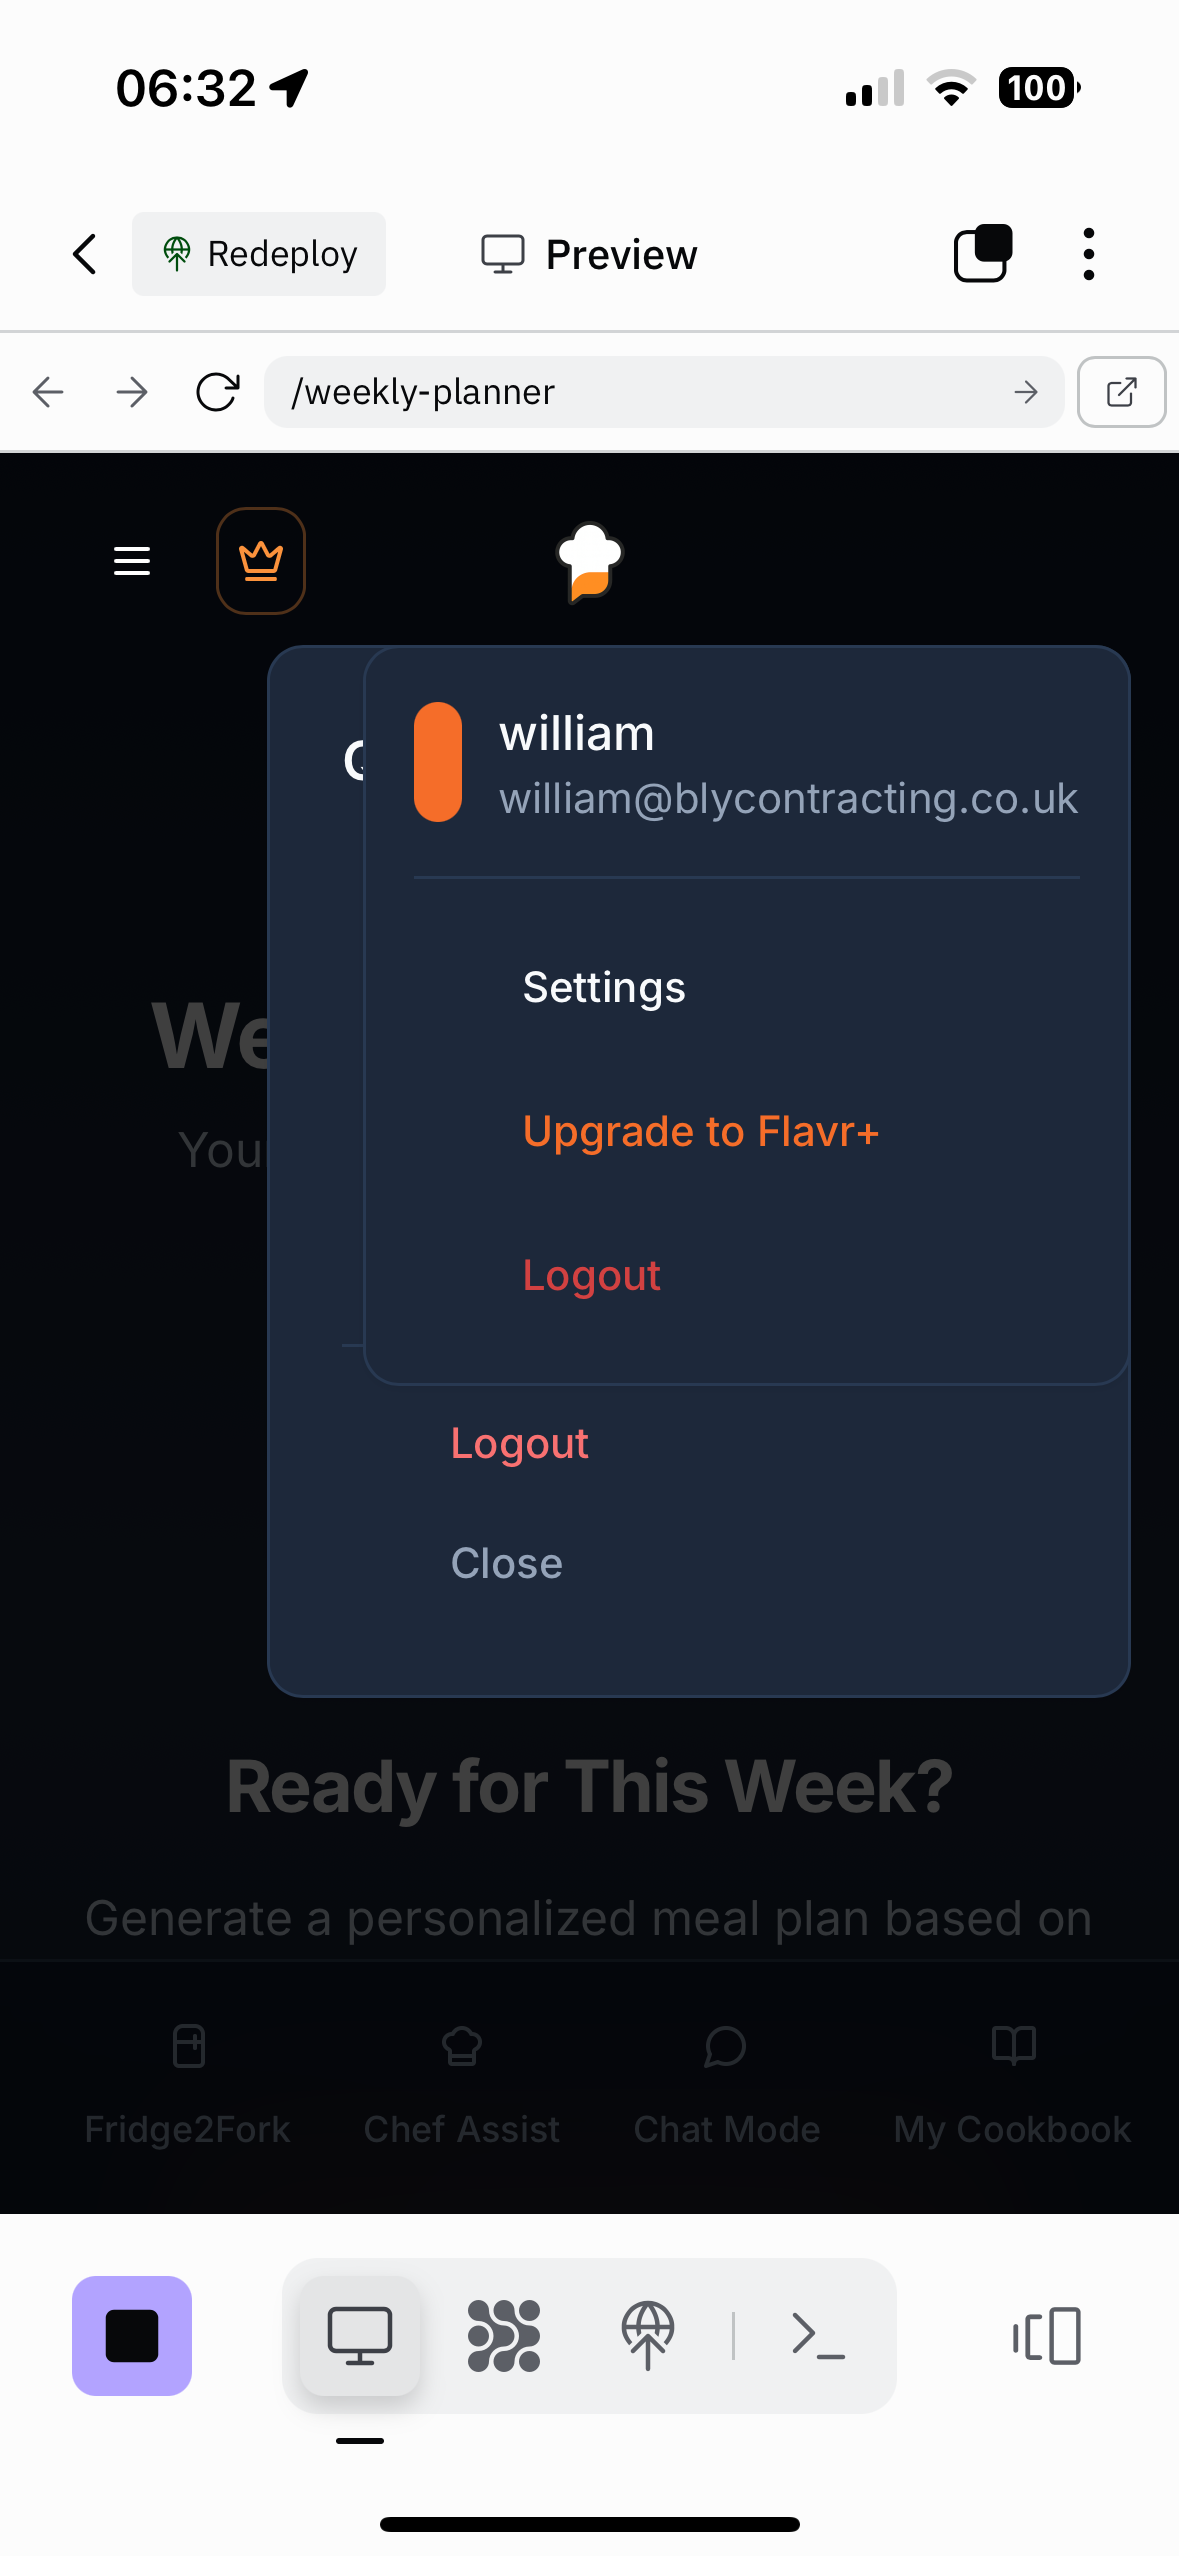 06:32
100
Redeploy
Preview
/weekly-planner
william
william@blycontracting.co.uk
Settings
Upgrade to Flavr+
Logout
Logout
Close
Ready for This Week?
Generate a personalized meal plan based on
Fridge2Fork
Chef Assist
Chat Mode
My Cookbook